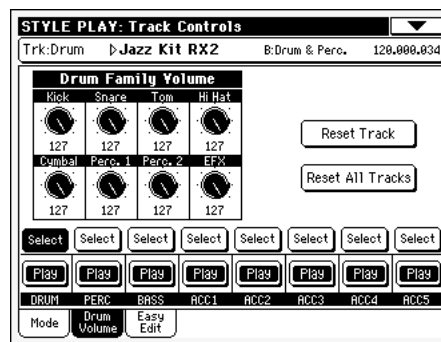 STYLE PLAY: Track Controls
Trk:Drum ▷Jazz Kit RX2 B:Drum & Perc. 120.000.034
Drum Family Volume
Kick Snare Tom Hi Hat
127 127 127 127
Cymbal Perc. 1 Perc. 2 EFX
127 127 127 127
Reset Track
Reset All Tracks
Select Select Select Select Select Select Select Select
Play Play Play Play Play Play Play Play
DRUM PERC BASS ACC1 ACC2 ACC3 ACC4 ACC5
Mode Drum Volume Easy Edit